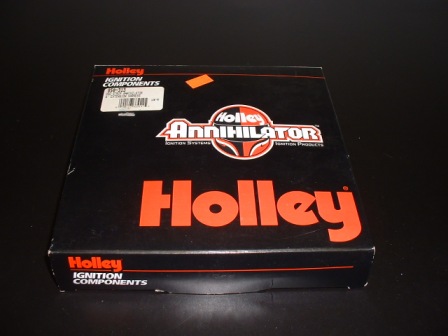 Holley
IGNITION
COMPONENTS
Holley
ANNIHILATOR
IGNITION SYSTEMS IGNITION PRODUCTS
Holley
Holley
IGNITION
COMPONENTS